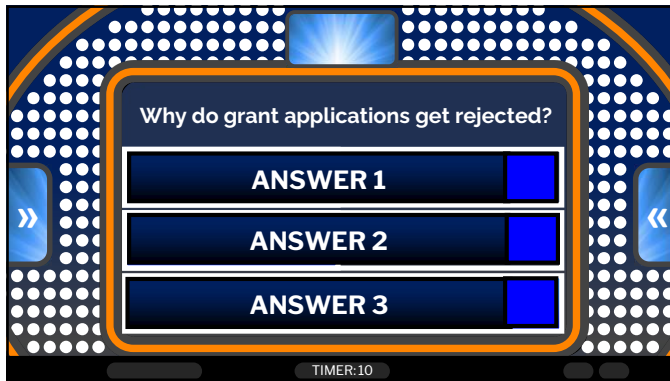 Why do grant applications get rejected?
ANSWER 1
»
«
ANSWER 2
ANSWER 3
TIMER:10